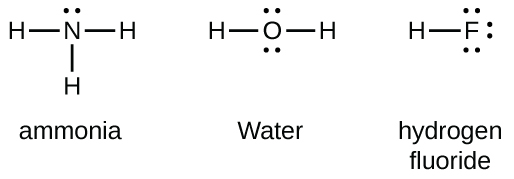 H N H H O H H F
H
ammonia Water hydrogen
fluoride